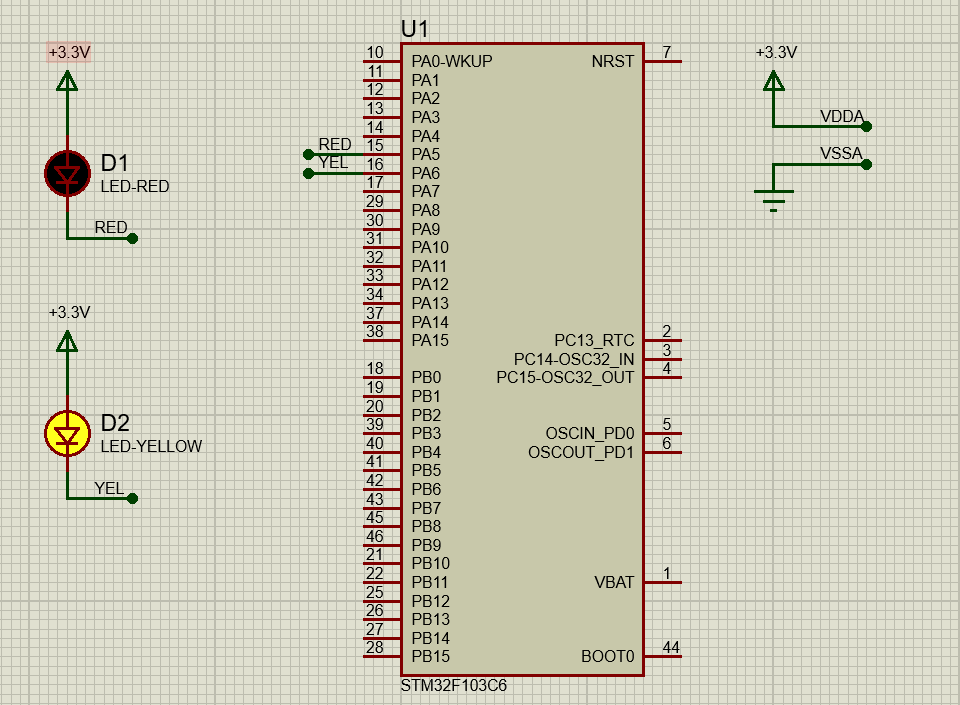 +3.3V
D1
LED-RED
RED
+3.3V
D2
LED-YELLOW
YEL
U1
10 PA0-WKUP
11 PA1
12 PA2
13 PA3
14 PA4
RED 15 PA5
YEL 16 PA6
17 PA7
29 PA8
30 PA9
31 PA10
32 PA11
33 PA12
34 PA13
37 PA14
38 PA15
18 PB0
19 PB1
20 PB2
39 PB3
40 PB4
41 PB5
42 PB6
43 PB7
45 PB8
46 PB9
21 PB10
22 PB11
25 PB12
26 PB13
27 PB14
28 PB15
NRST 7
PC13_RTC 2
PC14-OSC32_IN 3
PC15-OSC32_OUT 4
OSCIN_PD0 5
OSCOUT_PD1 6
VBAT 1
BOOT0 44
STM32F103C6
+3.3V
VDDA
VSSA